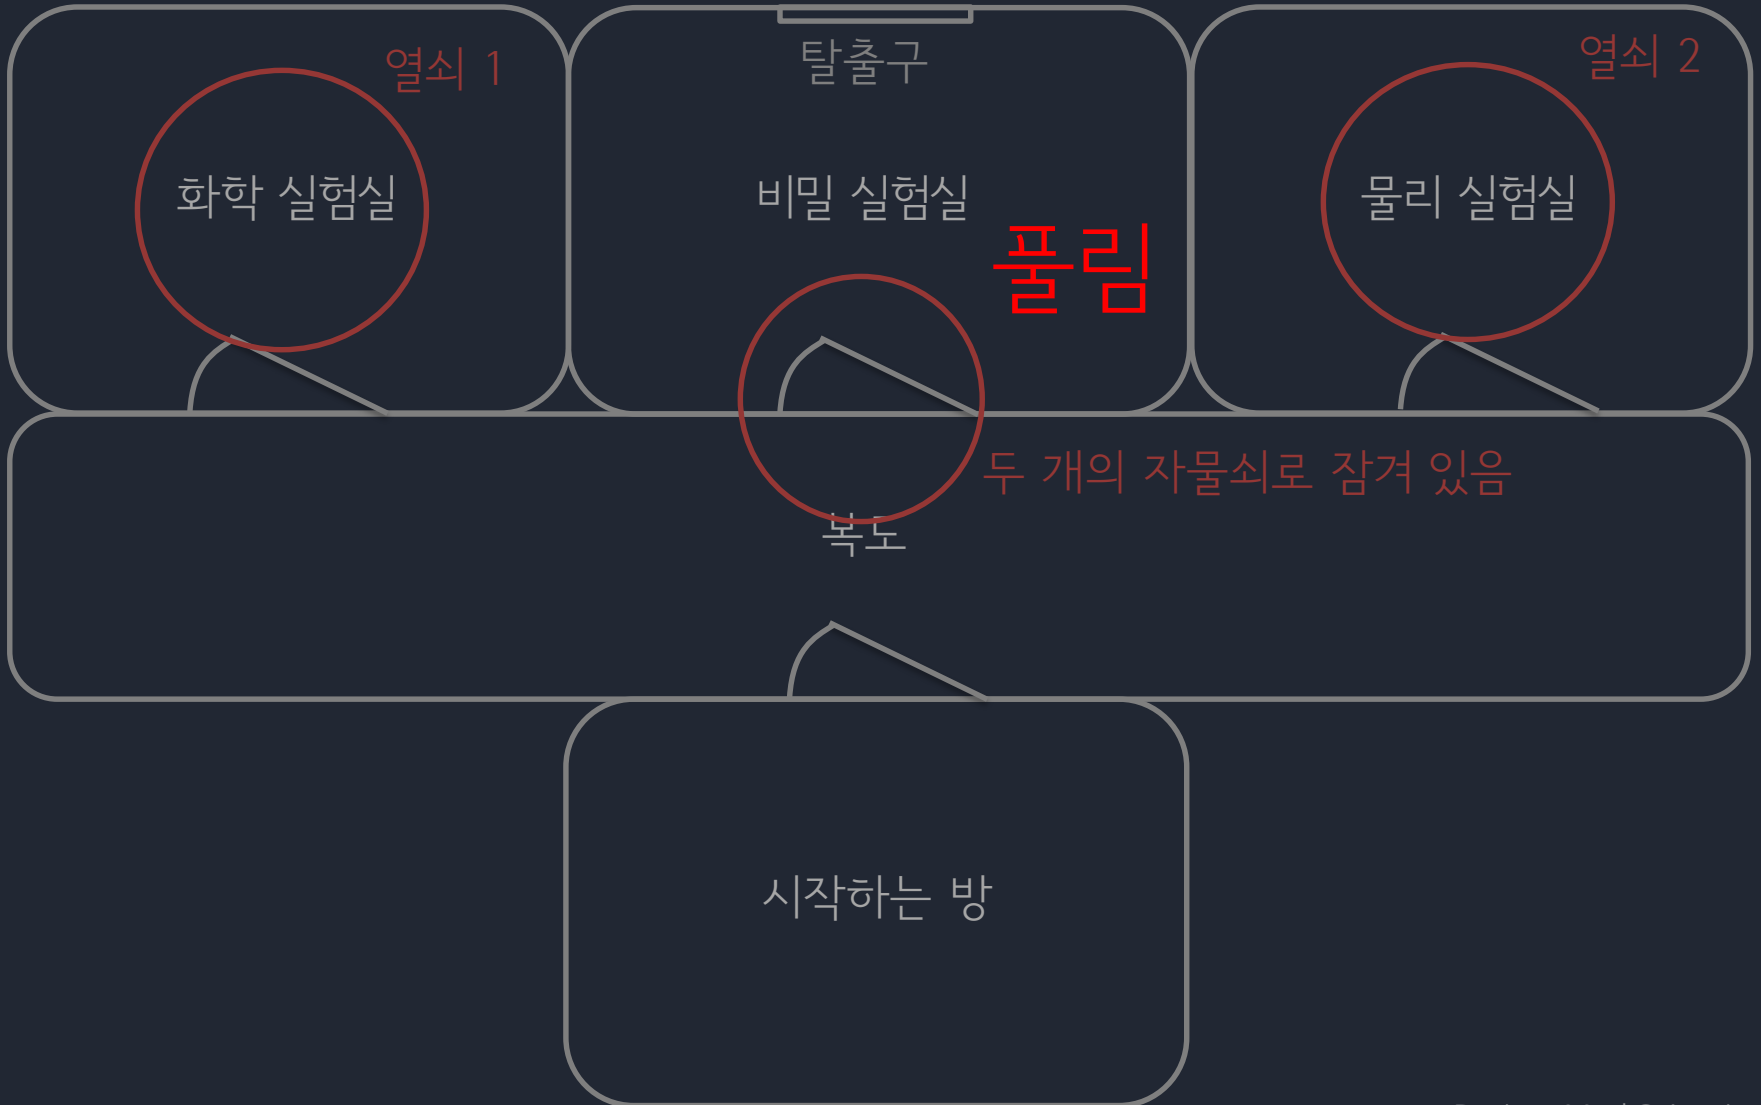 열쇠 1
탈출구
열쇠 2
화학 실험실
비밀 실험실
물리 실험실
풀림
두 개의 자물쇠로 잠겨 있음
복도
시작하는 방